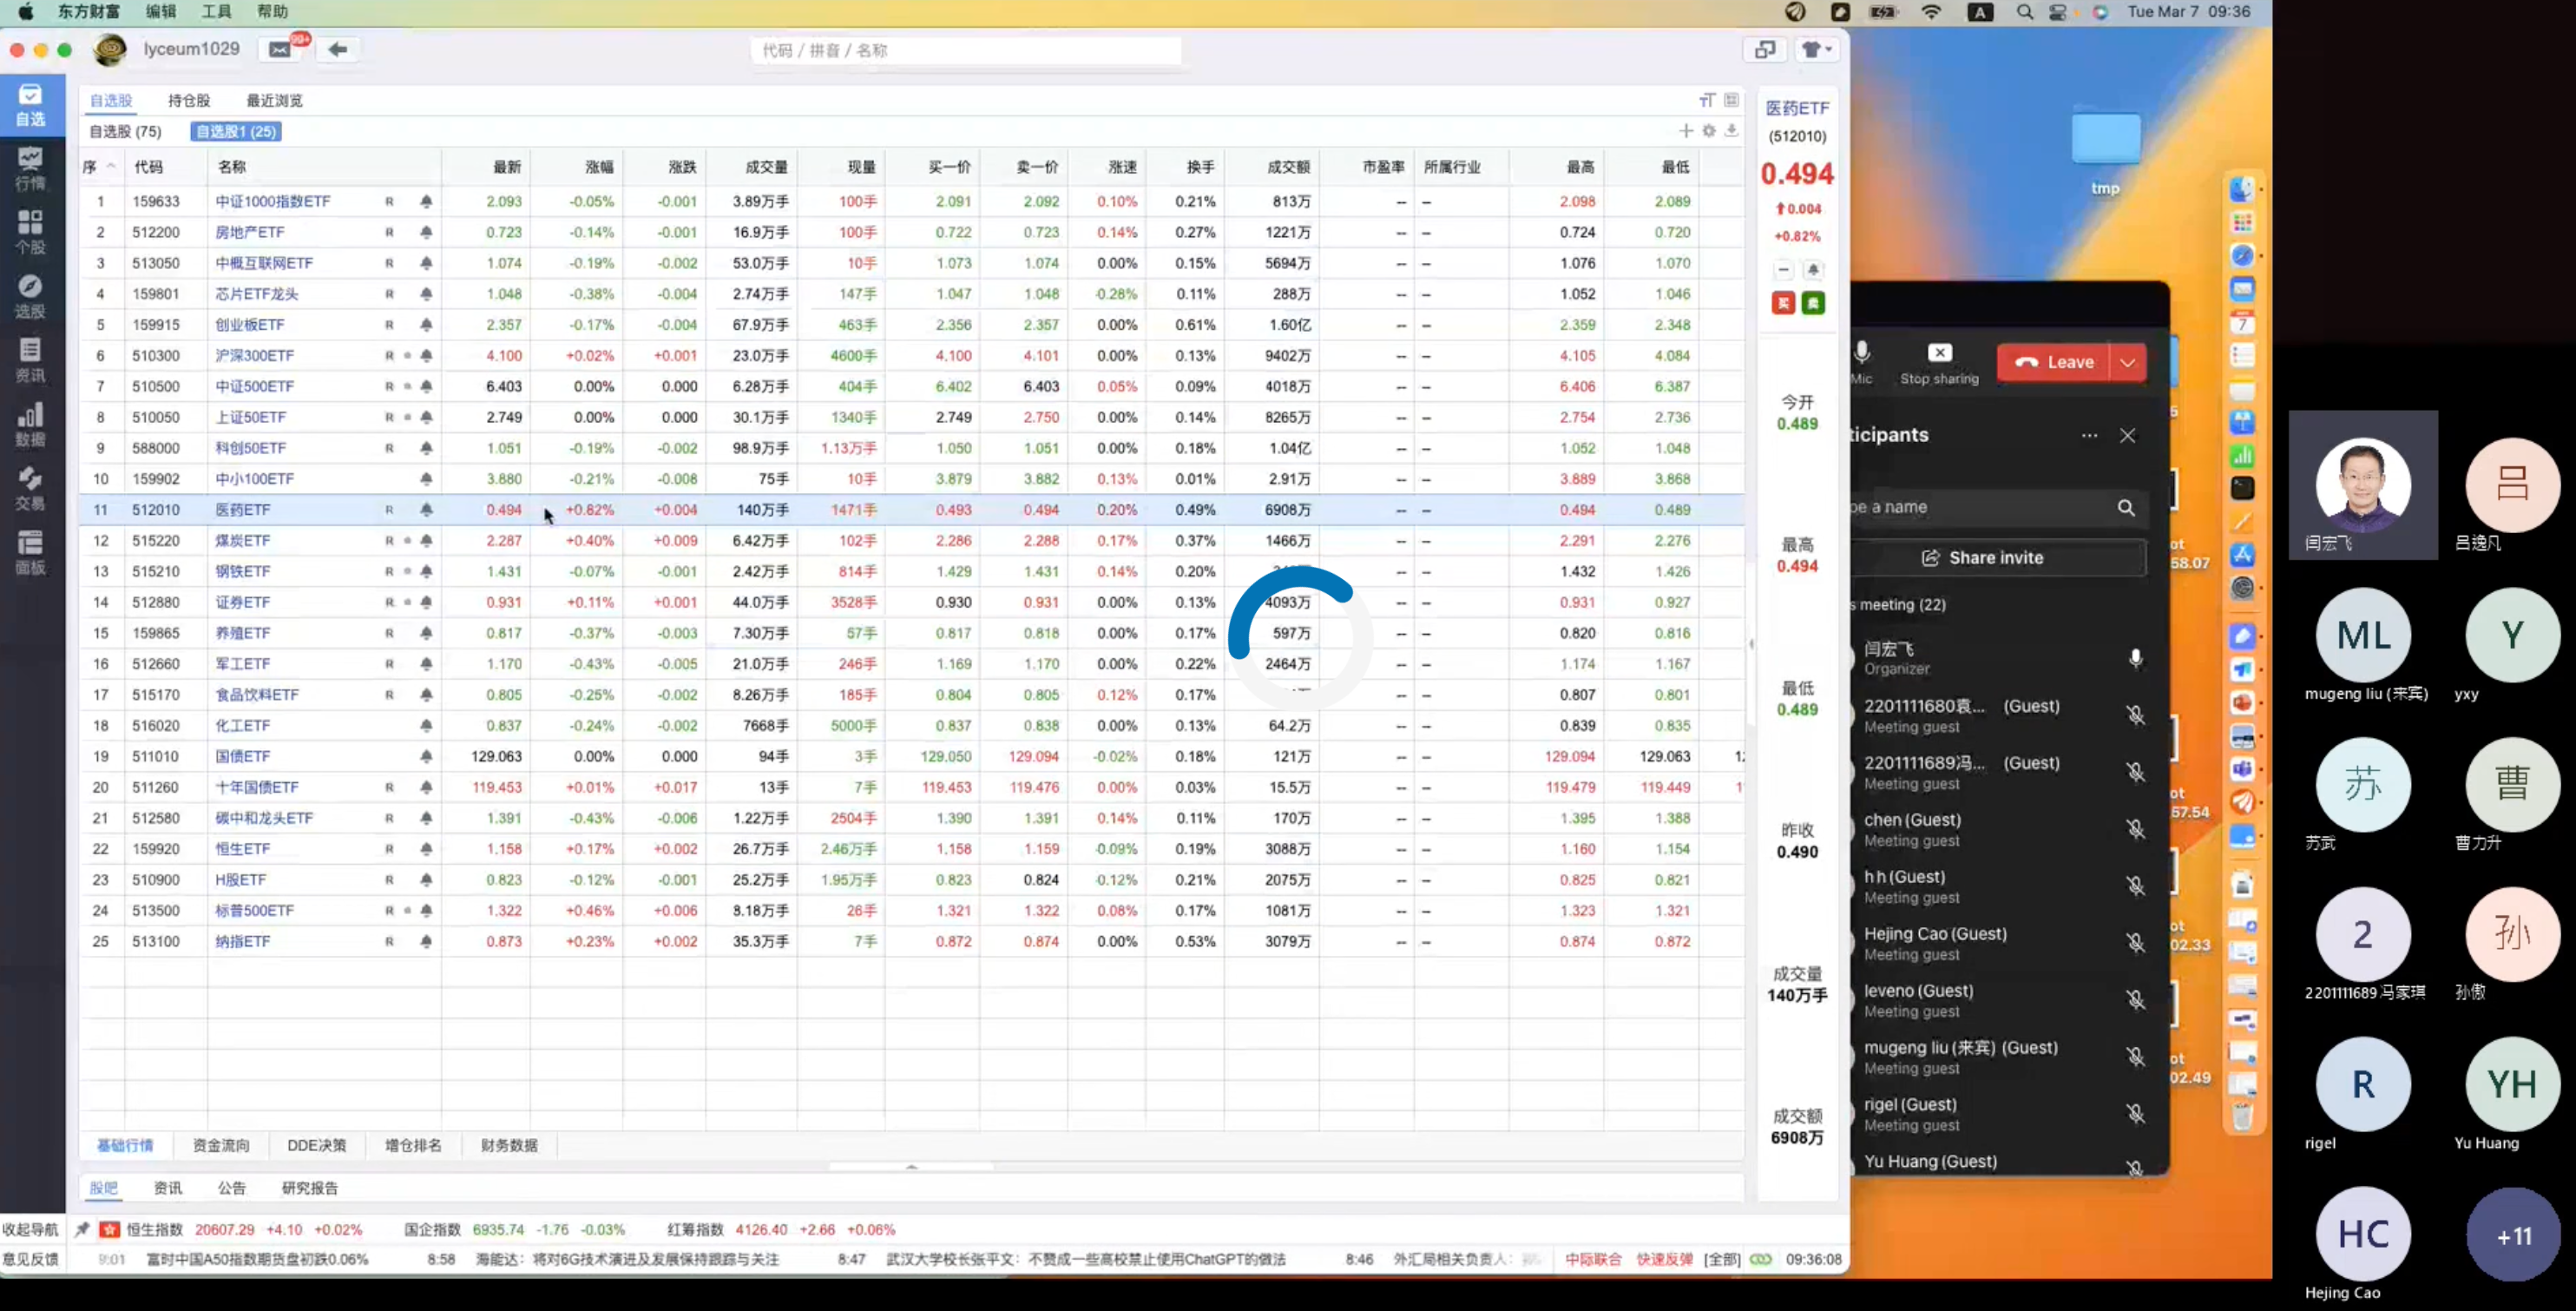 东方财富 编辑 工具 帮助 A Tue Mar 7 09:36
lyceum1029 99+ 代码 / 拼音 / 名称
自选
行情
个股
选股
资讯
数据
交易
面板
收起导航
意见反馈
自选股 持仓股 最近浏览
自选股 (75) 自选股1 (25)
序 代码 名称 最新 涨幅 涨跌 成交量 现量 买一价 卖一价 涨速 换手 成交额 市盈率 所属行业 最高 最低
1 159633 中证1000指数ETF R 2.093 -0.05% -0.001 3.89万手 100手 2.091 2.092 0.10% 0.21% 813万 -- – 2.098 2.089
2 512200 房地产ETF R 0.723 -0.14% -0.001 16.9万手 100手 0.722 0.723 0.14% 0.27% 1221万 -- – 0.724 0.720
3 513050 中概互联网ETF R 1.074 -0.19% -0.002 53.0万手 10手 1.073 1.074 0.00% 0.15% 5694万 -- – 1.076 1.070
4 159801 芯片ETF龙头 R 1.048 -0.38% -0.004 2.74万手 147手 1.047 1.048 -0.28% 0.11% 288万 -- – 1.052 1.046
5 159915 创业板ETF R 2.357 -0.17% -0.004 67.9万手 463手 2.356 2.357 0.00% 0.61% 1.60亿 -- – 2.359 2.348
6 510300 沪深300ETF R 4.100 +0.02% +0.001 23.0万手 4600手 4.100 4.101 0.00% 0.13% 9402万 -- – 4.105 4.084
7 510500 中证500ETF R 6.403 0.00% 0.000 6.28万手 404手 6.402 6.403 0.05% 0.09% 4018万 -- – 6.406 6.387
8 510050 上证50ETF R 2.749 0.00% 0.000 30.1万手 1340手 2.749 2.750 0.00% 0.14% 8265万 -- – 2.754 2.736
9 588000 科创50ETF R 1.051 -0.19% -0.002 98.9万手 1.13万手 1.050 1.051 0.00% 0.18% 1.04亿 -- – 1.052 1.048
10 159902 中小100ETF 3.880 -0.21% -0.008 75手 10手 3.879 3.882 0.13% 0.01% 2.91万 -- – 3.889 3.868
11 512010 医药ETF R 0.494 +0.82% +0.004 140万手 1471手 0.493 0.494 0.20% 0.49% 6908万 -- – 0.494 0.489
12 515220 煤炭ETF R 2.287 +0.40% +0.009 6.42万手 102手 2.286 2.288 0.17% 0.37% 1466万 -- – 2.291 2.276
13 515210 钢铁ETF R 1.431 -0.07% -0.001 2.42万手 814手 1.429 1.431 0.14% 0.20% -- – 1.432 1.426
14 512880 证券ETF R 0.931 +0.11% +0.001 44.0万手 3528手 0.930 0.931 0.00% 0.13% 4093万 -- – 0.931 0.927
15 159865 养殖ETF R 0.817 -0.37% -0.003 7.30万手 57手 0.817 0.818 0.00% 0.17% 597万 -- – 0.820 0.816
16 512660 军工ETF R 1.170 -0.43% -0.005 21.0万手 246手 1.169 1.170 0.00% 0.22% 2464万 -- – 1.174 1.167
17 515170 食品饮料ETF R 0.805 -0.25% -0.002 8.26万手 185手 0.804 0.805 0.12% 0.17% -- – 0.807 0.801
18 516020 化工ETF 0.837 -0.24% -0.002 7668手 5000手 0.837 0.838 0.00% 0.13% 64.2万 -- – 0.839 0.835
19 511010 国债ETF 129.063 0.00% 0.000 94手 3手 129.050 129.094 -0.02% 0.18% 121万 -- – 129.094 129.063
20 511260 十年国债ETF R 119.453 +0.01% +0.017 13手 7手 119.453 119.476 0.00% 0.03% 15.5万 -- – 119.479 119.449
21 512580 碳中和龙头ETF R 1.391 -0.43% -0.006 1.22万手 2504手 1.390 1.391 0.14% 0.11% 170万 -- – 1.395 1.388
22 159920 恒生ETF R 1.158 +0.17% +0.002 26.7万手 2.46万手 1.158 1.159 -0.09% 0.19% 3088万 -- – 1.160 1.154
23 510900 H股ETF R 0.823 -0.12% -0.001 25.2万手 1.95万手 0.823 0.824 -0.12% 0.21% 2075万 -- – 0.825 0.821
24 513500 标普500ETF R 1.322 +0.46% +0.006 8.18万手 26手 1.321 1.322 0.08% 0.17% 1081万 -- – 1.323 1.321
25 513100 纳指ETF R 0.873 +0.23% +0.002 35.3万手 7手 0.872 0.874 0.00% 0.53% 3079万 -- – 0.874 0.872
基础行情 资金流向 DDE决策 增仓排名 财务数据
股吧 资讯 公告 研究报告
恒生指数 20607.29 +4.10 +0.02% 国企指数 6935.74 -1.76 -0.03% 红筹指数 4126.40 +2.66 +0.06%
9:01 富时中国A50指数期货盘初跌0.06% 8:58 海能达：将对6G技术演进及发展保持跟踪与关注 8:47 武汉大学校长张平文：不赞成一些高校禁止使用ChatGPT的做法 8:46 外汇局相关负责人： 中际联合 快速反弹 [全部] 09:36:08
医药ETF
(512010)
0.494
0.004
+0.82%
买 卖
今开
0.489
最高
0.494
最低
0.489
昨收
0.490
成交量
140万手
成交额
6908万
tmp
Mic Stop sharing Leave
ticipants
pe a name
Share invite
s meeting (22)
闫宏飞
Organizer
2201111680袁... (Guest)
Meeting guest
2201111689冯... (Guest)
Meeting guest
chen (Guest)
Meeting guest
h h (Guest)
Meeting guest
Hejing Cao (Guest)
Meeting guest
leveno (Guest)
Meeting guest
mugeng liu (来宾) (Guest)
Meeting guest
rigel (Guest)
Meeting guest
Yu Huang (Guest)
58.07
57.54
02.33
02.49
7
闫宏飞
吕
吕逸凡
ML
mugeng liu (来宾)
Y
yxy
苏
苏武
曹
曹力升
2
2201111689 冯家琪
孙
孙傲
R
rigel
YH
Yu Huang
HC
Hejing Cao
+11